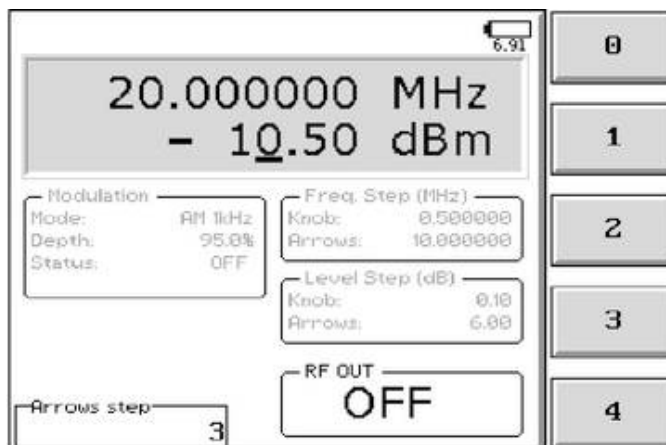 6.91
20.000000 MHz
- 10.50 dBm
Modulation
Mode: AM 1kHz
Depth: 95.0%
Status: OFF
Freq. Step (MHz)
Knob: 0.500000
Arrows: 10.000000
Level Step (dB)
Knob: 0.10
Arrows: 6.00
RF OUT
OFF
Arrows step
3
0
1
2
3
4